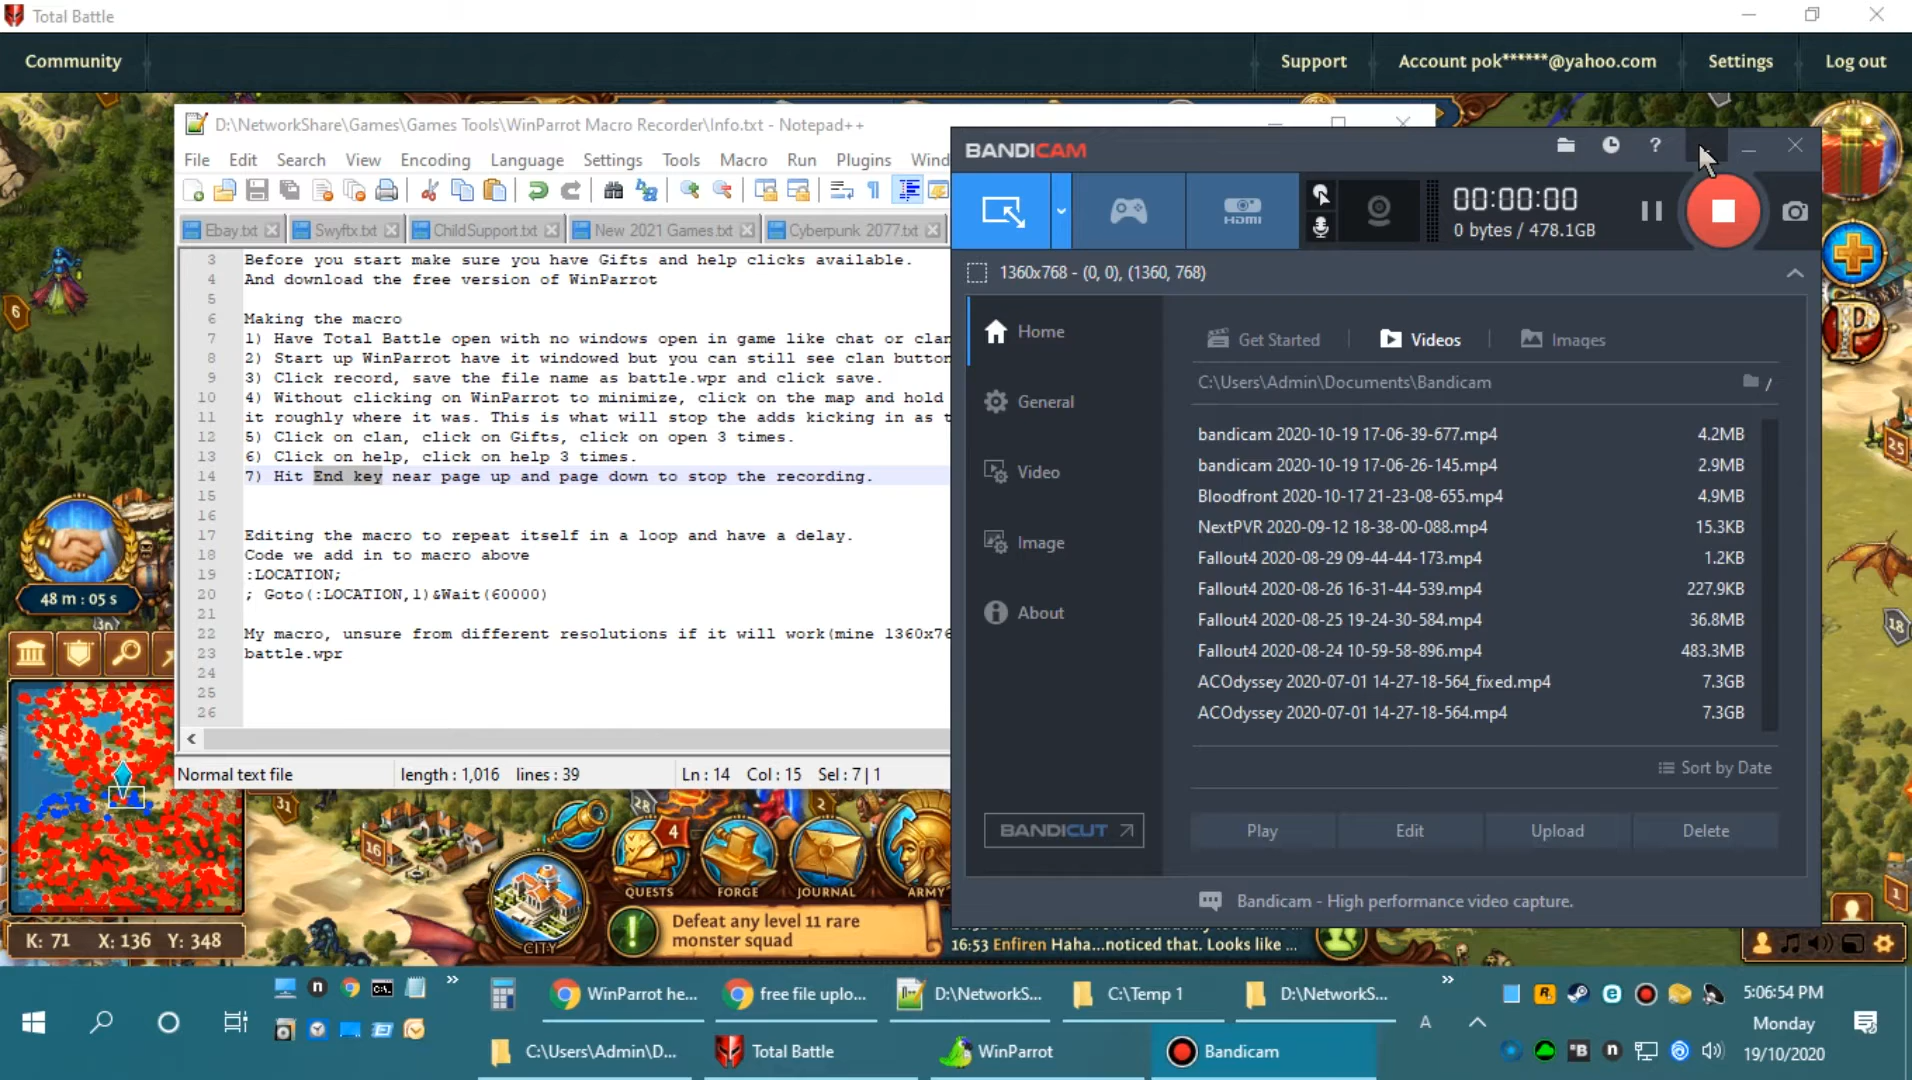 Total Battle
Community
Support
Account pok******@yahoo.com
Settings
Log out
D:\NetworkShare\Games\Games Tools\WinParrot Macro Recorder\Info.txt - Notepad++
File Edit Search View Encoding Language Settings Tools Macro Run Plugins Wind
Ebay.txt
Swyftx.txt
ChildSupport.txt
New 2021 Games.txt
Cyberpunk 2077.txt
3 Before you start make sure you have Gifts and help clicks available.
4 And download the free version of WinParrot
5
6 Making the macro
7 1) Have Total Battle open with no windows open in game like chat or clan
8 2) Start up WinParrot have it windowed but you can still see clan button
9 3) Click record, save the file name as battle.wpr and click save.
10 4) Without clicking on WinParrot to minimize, click on the map and hold
11 it roughly where it was. This is what will stop the adds kicking in as t
12 5) Click on clan, click on Gifts, click on open 3 times.
13 6) Click on help, click on help 3 times.
14 7) Hit End key near page up and page down to stop the recording.
15
16
17 Editing the macro to repeat itself in a loop and have a delay.
18 Code we add in to macro above
19 :LOCATION;
20 ; Goto(:LOCATION,1)&Wait(60000)
21
22 My macro, unsure from different resolutions if it will work(mine 1360x76
23 battle.wpr
24
25
26
Normal text file
length : 1,016 lines : 39
Ln : 14 Col : 15 Sel : 7 | 1
BANDICAM
?
HDMI
00:00:00
0 bytes / 478.1GB
1360x768 - (0, 0), (1360, 768)
Home
General
Video
Image
About
BANDICUT
Get Started
Videos
Images
C:\Users\Admin\Documents\Bandicam
/
bandicam 2020-10-19 17-06-39-677.mp4 4.2MB
bandicam 2020-10-19 17-06-26-145.mp4 2.9MB
Bloodfront 2020-10-17 21-23-08-655.mp4 4.9MB
NextPVR 2020-09-12 18-38-00-088.mp4 15.3KB
Fallout4 2020-08-29 09-44-44-173.mp4 1.2KB
Fallout4 2020-08-26 16-31-44-539.mp4 227.9KB
Fallout4 2020-08-25 19-24-30-584.mp4 36.8MB
Fallout4 2020-08-24 10-59-58-896.mp4 483.3MB
ACOdyssey 2020-07-01 14-27-18-564_fixed.mp4 7.3GB
ACOdyssey 2020-07-01 14-27-18-564.mp4 7.3GB
Sort by Date
Play
Edit
Upload
Delete
Bandicam - High performance video capture.
6
48 m : 05 s
25
18
31
16
28
4
2
1
QUESTS
FORGE
JOURNAL
ARMY
CITY
Defeat any level 11 rare
monster squad
16:53 Enfiren Haha...noticed that. Looks like ...
K: 71 X: 136 Y: 348
WinParrot he...
free file uplo...
D:\NetworkS...
C:\Temp 1
D:\NetworkS...
C:\Users\Admin\D...
Total Battle
WinParrot
Bandicam
A
5:06:54 PM
Monday
19/10/2020